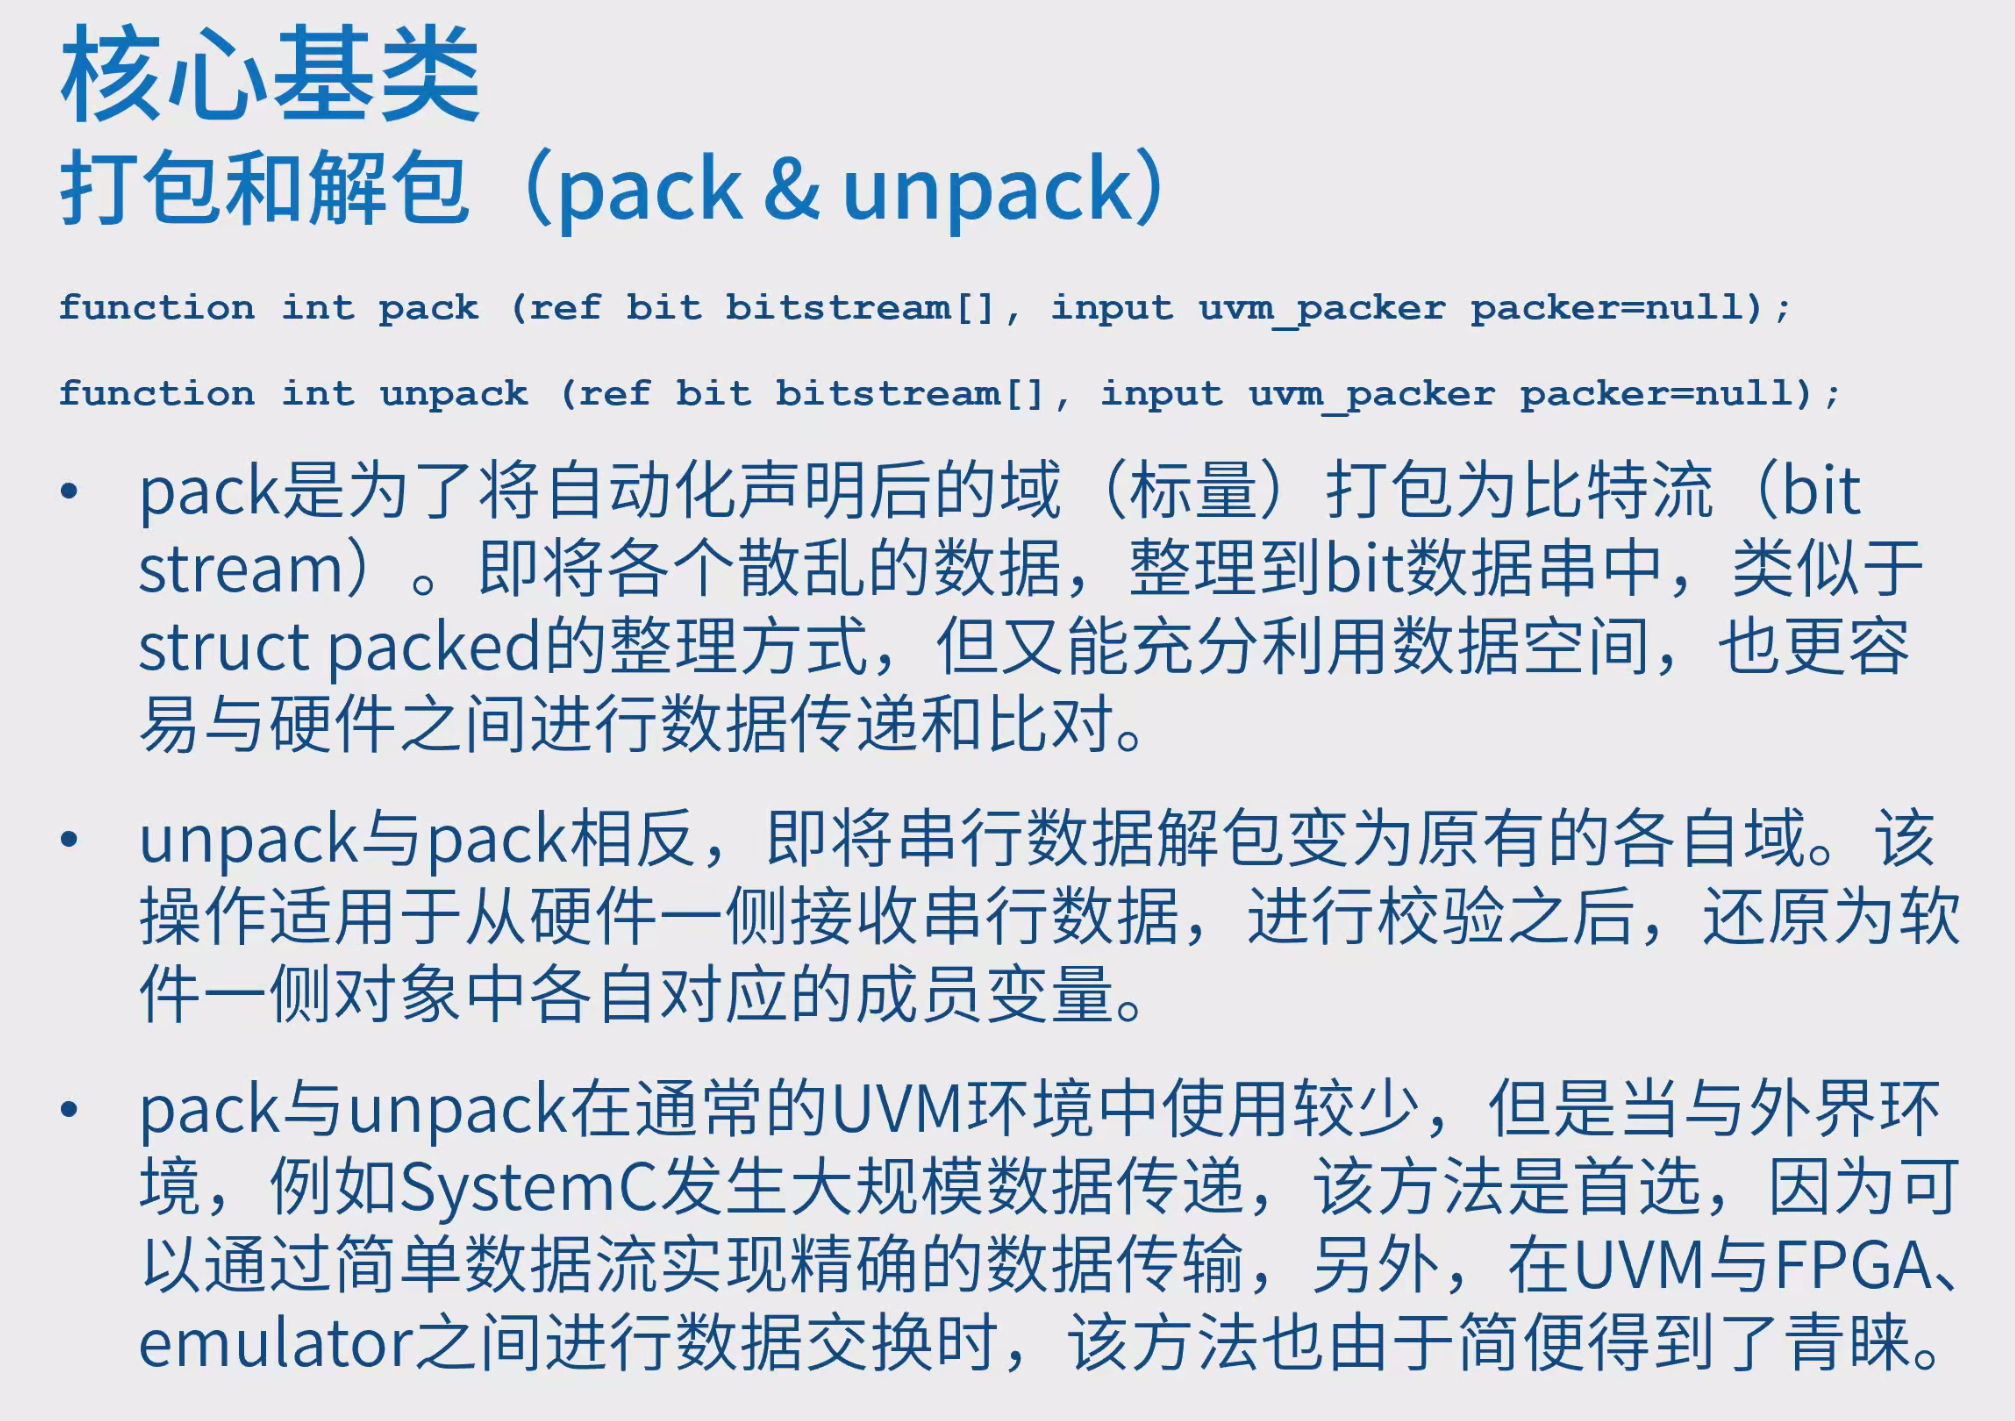 核心基类
打包和解包（pack & unpack）
function int pack (ref bit bitstream[], input uvm_packer packer=null);
function int unpack (ref bit bitstream[], input uvm_packer packer=null);
• pack是为了将自动化声明后的域（标量）打包为比特流（bit
stream）。即将各个散乱的数据，整理到bit数据串中，类似于
struct packed的整理方式，但又能充分利用数据空间，也更容
易与硬件之间进行数据传递和比对。
• unpack与pack相反，即将串行数据解包变为原有的各自域。该
操作适用于从硬件一侧接收串行数据，进行校验之后，还原为软
件一侧对象中各自对应的成员变量。
• pack与unpack在通常的UVM环境中使用较少，但是当与外界环
境，例如SystemC发生大规模数据传递，该方法是首选，因为可
以通过简单数据流实现精确的数据传输，另外，在UVM与FPGA、
emulator之间进行数据交换时，该方法也由于简便得到了青睐。